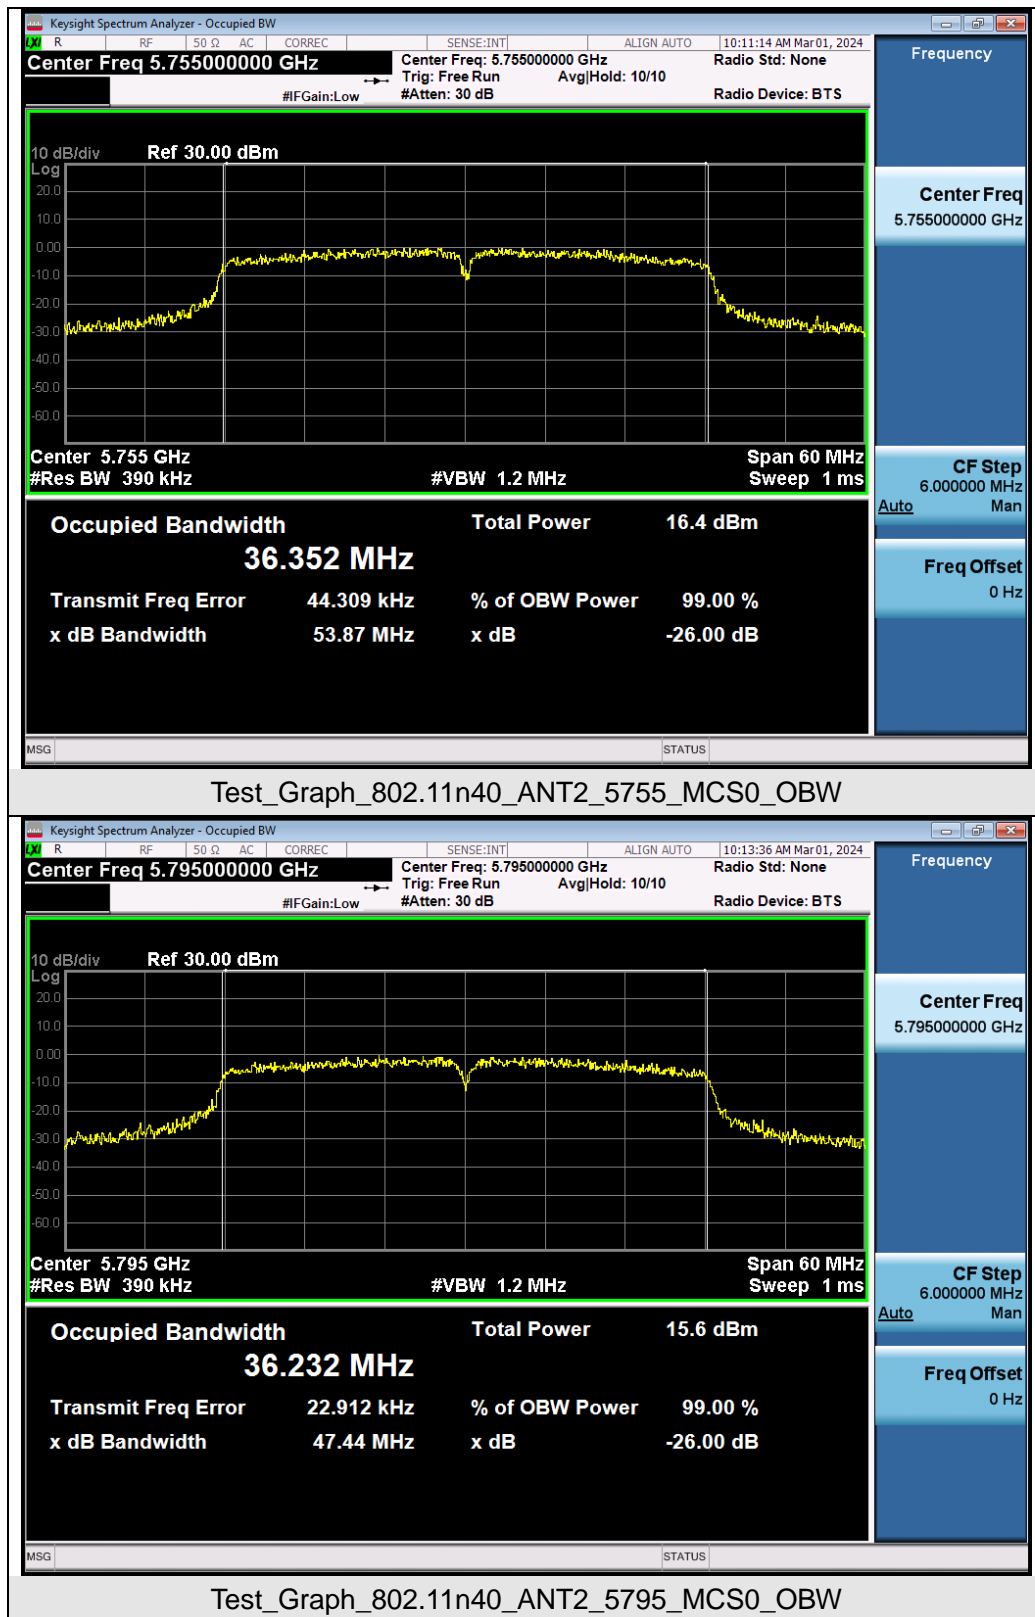 Keysight Spectrum Analyzer - Occupied BW
LXI R RF 50 Ω AC CORREC SENSE:INT ALIGN AUTO 10:11:14 AM Mar 01, 2024
Center Freq 5.755000000 GHz
Center Freq: 5.755000000 GHz
Radio Std: None
Trig: Free Run Avg|Hold: 10/10
#IFGain:Low
#Atten: 30 dB
Radio Device: BTS
10 dB/div Ref 30.00 dBm
Log
20.0
10.0
0.00
-10.0
-20.0
-30.0
-40.0
-50.0
-60.0
Center 5.755 GHz Span 60 MHz
#Res BW 390 kHz #VBW 1.2 MHz Sweep 1 ms
Occupied Bandwidth Total Power 16.4 dBm
36.352 MHz
Transmit Freq Error 44.309 kHz % of OBW Power 99.00 %
x dB Bandwidth 53.87 MHz x dB -26.00 dB
MSG STATUS
Frequency
Center Freq
5.755000000 GHz
CF Step
6.000000 MHz
Auto Man
Freq Offset
0 Hz
Test_Graph_802.11n40_ANT2_5755_MCS0_OBW
Keysight Spectrum Analyzer - Occupied BW
LXI R RF 50 Ω AC CORREC SENSE:INT ALIGN AUTO 10:13:36 AM Mar 01, 2024
Center Freq 5.795000000 GHz
Center Freq: 5.795000000 GHz
Radio Std: None
Trig: Free Run Avg|Hold: 10/10
#IFGain:Low
#Atten: 30 dB
Radio Device: BTS
10 dB/div Ref 30.00 dBm
Log
20.0
10.0
0.00
-10.0
-20.0
-30.0
-40.0
-50.0
-60.0
Center 5.795 GHz Span 60 MHz
#Res BW 390 kHz #VBW 1.2 MHz Sweep 1 ms
Occupied Bandwidth Total Power 15.6 dBm
36.232 MHz
Transmit Freq Error 22.912 kHz % of OBW Power 99.00 %
x dB Bandwidth 47.44 MHz x dB -26.00 dB
MSG STATUS
Frequency
Center Freq
5.795000000 GHz
CF Step
6.000000 MHz
Auto Man
Freq Offset
0 Hz
Test_Graph_802.11n40_ANT2_5795_MCS0_OBW